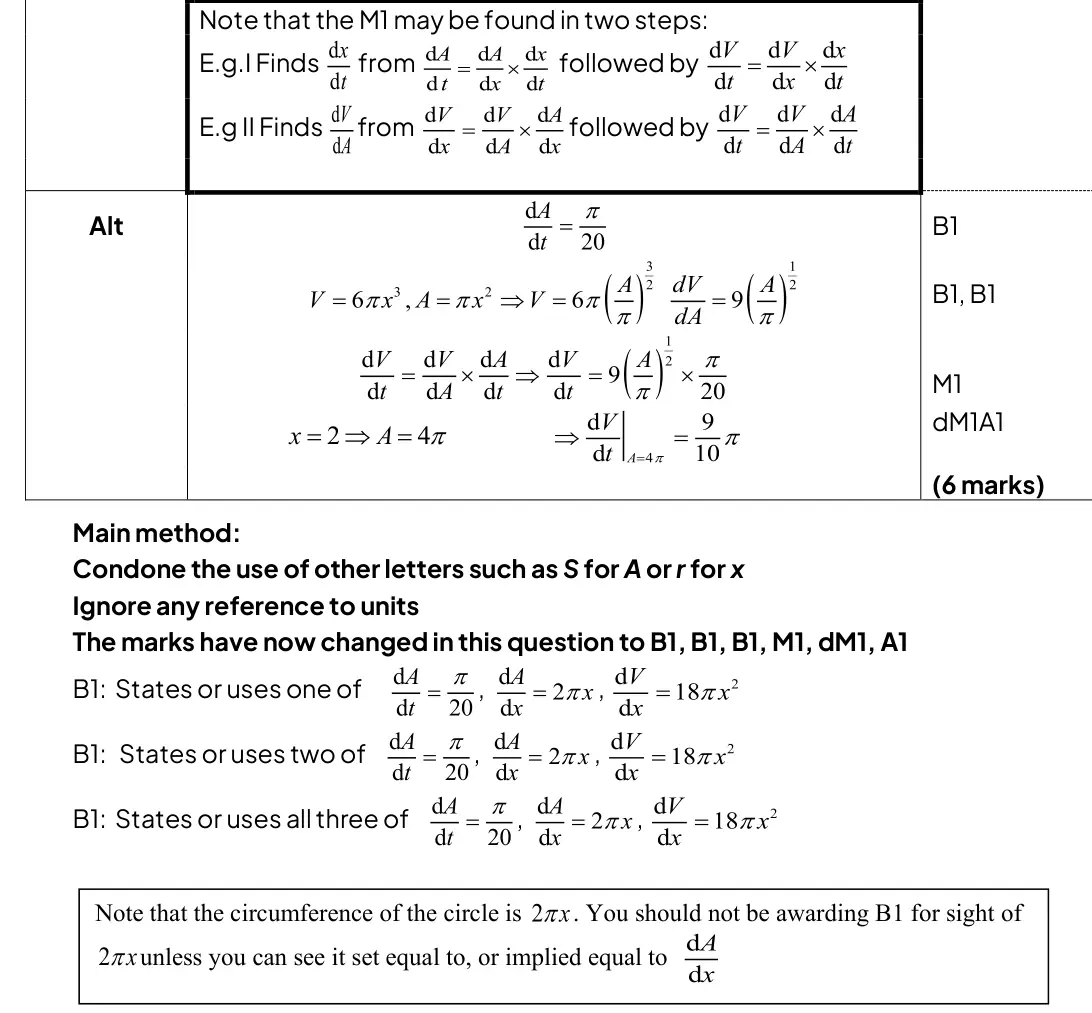 Note that the M1 may be found in two steps:
E.g.I Finds dx/dt from dA/dt = dA/dx × dx/dt followed by dV/dt = dV/dx × dx/dt
E.g II Finds dV/dA from dV/dx = dV/dA × dA/dx followed by dV/dt = dV/dA × dA/dt
Alt dA/dt = π/20 B1
V = 6πx³, A = πx² ⇒ V = 6π(A/π)^(3/2) dV/dA = 9(A/π)^(1/2) B1, B1
dV/dt = dV/dA × dA/dt ⇒ dV/dt = 9(A/π)^(1/2) × π/20 M1
x = 2 ⇒ A = 4π ⇒ dV/dt|_(A=4π) = 9/10 π dM1A1
(6 marks)
Main method:
Condone the use of other letters such as S for A or r for x
Ignore any reference to units
The marks have now changed in this question to B1, B1, B1, M1, dM1, A1
B1: States or uses one of dA/dt = π/20, dA/dx = 2πx, dV/dx = 18πx²
B1: States or uses two of dA/dt = π/20, dA/dx = 2πx, dV/dx = 18πx²
B1: States or uses all three of dA/dt = π/20, dA/dx = 2πx, dV/dx = 18πx²
Note that the circumference of the circle is 2πx. You should not be awarding B1 for sight of
2πx unless you can see it set equal to, or implied equal to dA/dx